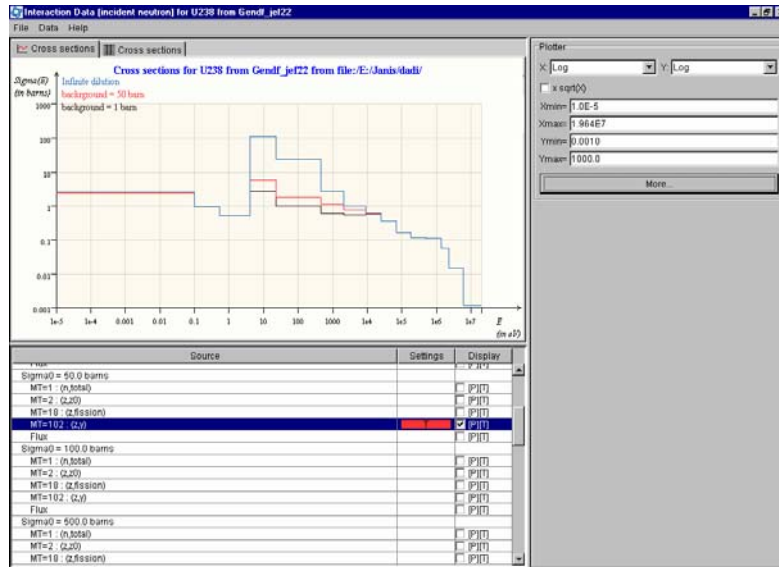 Interaction Data [incident neutron] for U238 from Gendf_jef22
File Data Help
Cross sections Cross sections
Cross sections for U238 from Gendf_jef22 from file:/E:/Janis/dadi/
Sigma(E)
(in barns)
Infinite dilution
background = 50 barn
background = 1 barn
1000
100
10
1
0.1
0.01
0.001
1e-5 1e-4 0.001 0.01 0.1 1 10 100 1000 1e4 1e5 1e6 1e7 E
(in eV)
Plotter
X: Log Y: Log
x sqrt(X)
Xmin= 1.0E-5
Xmax= 1.964E7
Ymin= 0.0010
Ymax= 1000.0
More...
Source Settings Display
Flux [P][T]
Sigma0 = 50.0 barns
MT=1 : (n,total) [P][T]
MT=2 : (z,z0) [P][T]
MT=18 : (z,fission) [P][T]
MT=102 : (z,γ) [P][T]
Flux [P][T]
Sigma0 = 100.0 barns
MT=1 : (n,total) [P][T]
MT=2 : (z,z0) [P][T]
MT=18 : (z,fission) [P][T]
MT=102 : (z,γ) [P][T]
Flux [P][T]
Sigma0 = 500.0 barns
MT=1 : (n,total) [P][T]
MT=2 : (z,z0) [P][T]
MT=18 : (z,fission) [P][T]